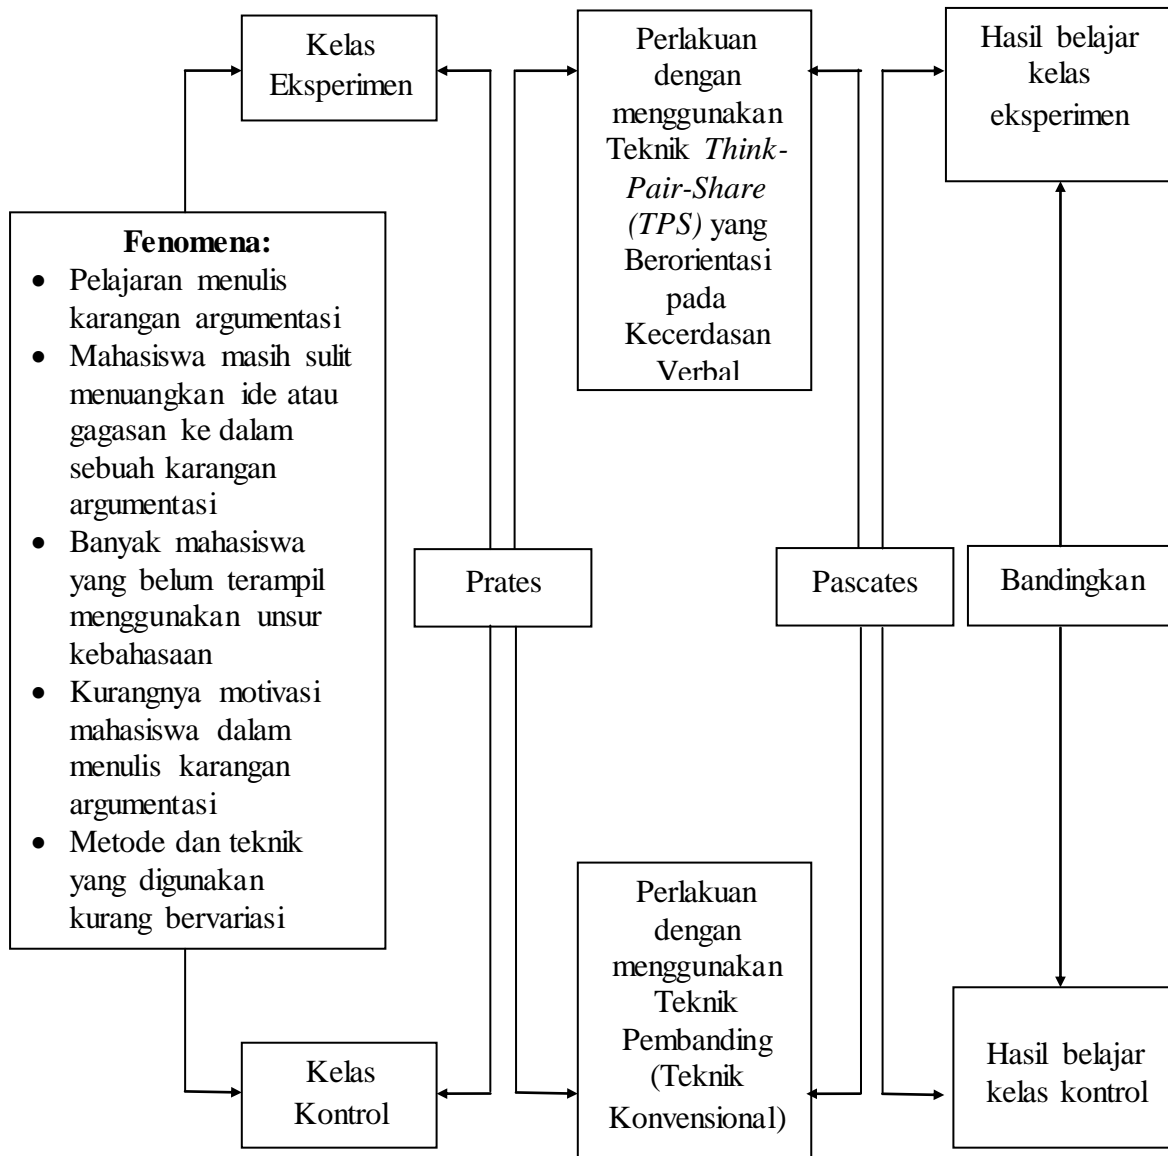 Kelas
Eksperimen
Perlakuan
dengan
menggunakan
Teknik Think-
Pair-Share
(TPS) yang
Berorientasi
pada
Kecerdasan
Verbal
Hasil belajar
kelas
eksperimen
Fenomena:
• Pelajaran menulis
karangan argumentasi
• Mahasiswa masih sulit
menuangkan ide atau
gagasan ke dalam
sebuah karangan
argumentasi
• Banyak mahasiswa
yang belum terampil
menggunakan unsur
kebahasaan
• Kurangnya motivasi
mahasiswa dalam
menulis karangan
argumentasi
• Metode dan teknik
yang digunakan
kurang bervariasi
Prates
Pascates
Bandingkan
Kelas
Kontrol
Perlakuan
dengan
menggunakan
Teknik
Pembanding
(Teknik
Konvensional)
Hasil belajar
kelas kontrol